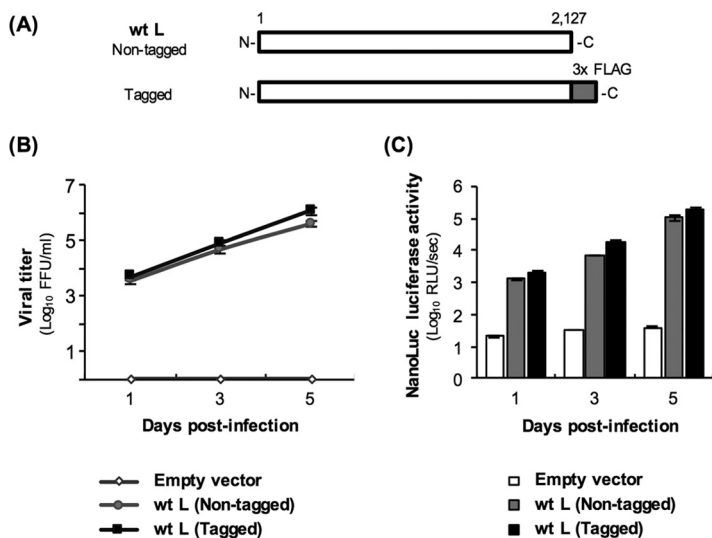 (A)
wt L
Non-tagged
1 2,127
N- -C
3x FLAG
Tagged
N- -C
(B)
Viral titer
(Log10 FFU/ml)
7
5
3
1
1 3 5
Days post-infection
Empty vector
wt L (Non-tagged)
wt L (Tagged)
(C)
NanoLuc luciferase activity
(Log10 RLU/sec)
6
5
4
3
2
1
0
1 3 5
Days post-infection
Empty vector
wt L (Non-tagged)
wt L (Tagged)